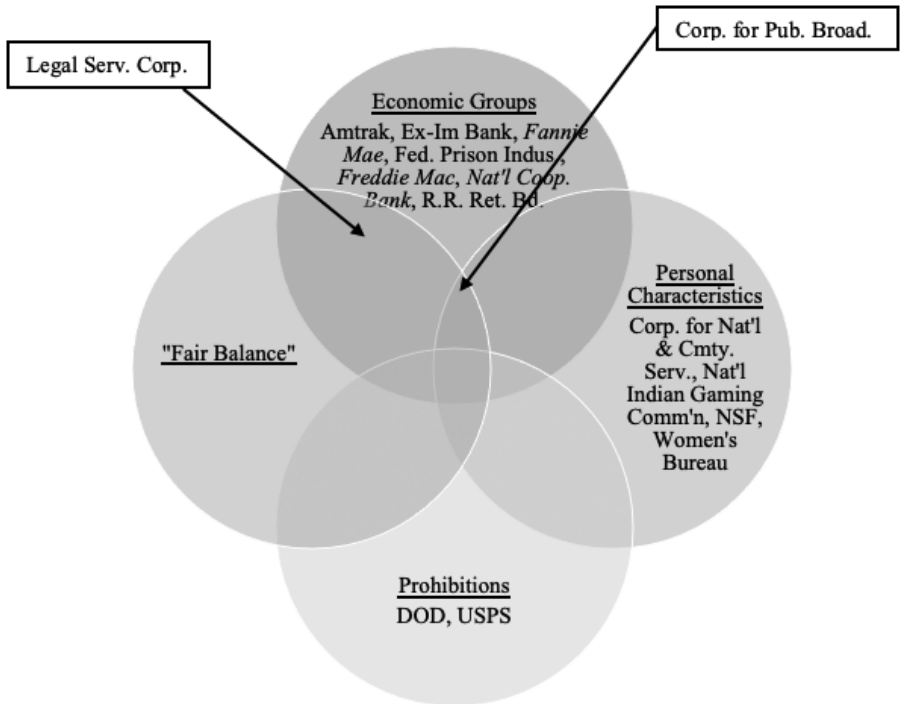 Corp. for Pub. Broad.
Legal Serv. Corp.
Economic Groups
Amtrak, Ex-Im Bank, Fannie
Mae, Fed. Prison Indus.,
Freddie Mac, Nat'l Coop.
Bank, R.R. Ret. Bd.
Personal
Characteristics
Corp. for Nat'l
& Cmty.
Serv., Nat'l
Indian Gaming
Comm'n, NSF,
Women's
Bureau
"Fair Balance"
Prohibitions
DOD, USPS